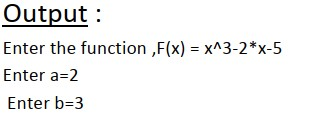 Output :
Enter the function ,F(x) = x^3-2*x-5
Enter a=2
Enter b=3